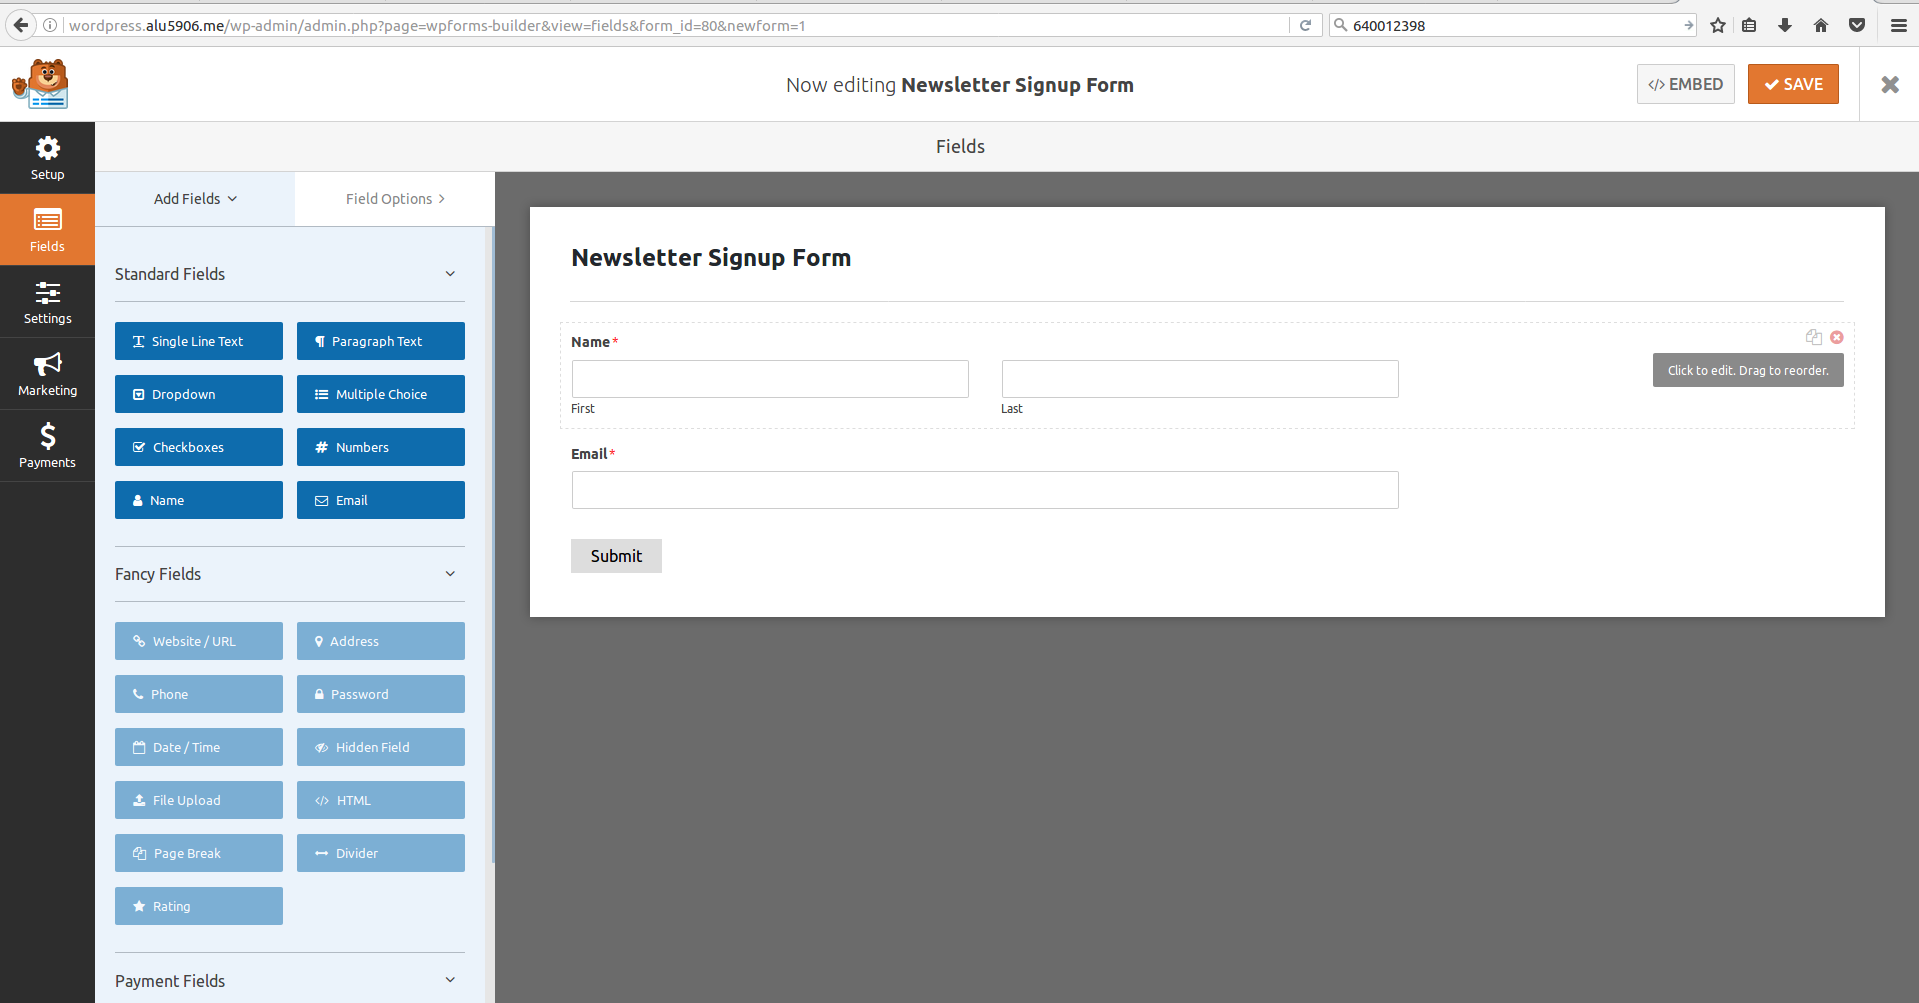 wordpress.alu5906.me/wp-admin/admin.php?page=wpforms-builder&view=fields&form_id=80&newform=1
640012398
Now editing Newsletter Signup Form
</> EMBED
SAVE
Setup
Fields
Settings
Marketing
Payments
Fields
Add Fields
Field Options
Standard Fields
Single Line Text
Paragraph Text
Dropdown
Multiple Choice
Checkboxes
Numbers
Name
Email
Fancy Fields
Website / URL
Address
Phone
Password
Date / Time
Hidden Field
File Upload
</> HTML
Page Break
Divider
Rating
Payment Fields
Newsletter Signup Form
Name*
Click to edit. Drag to reorder.
First
Last
Email*
Submit